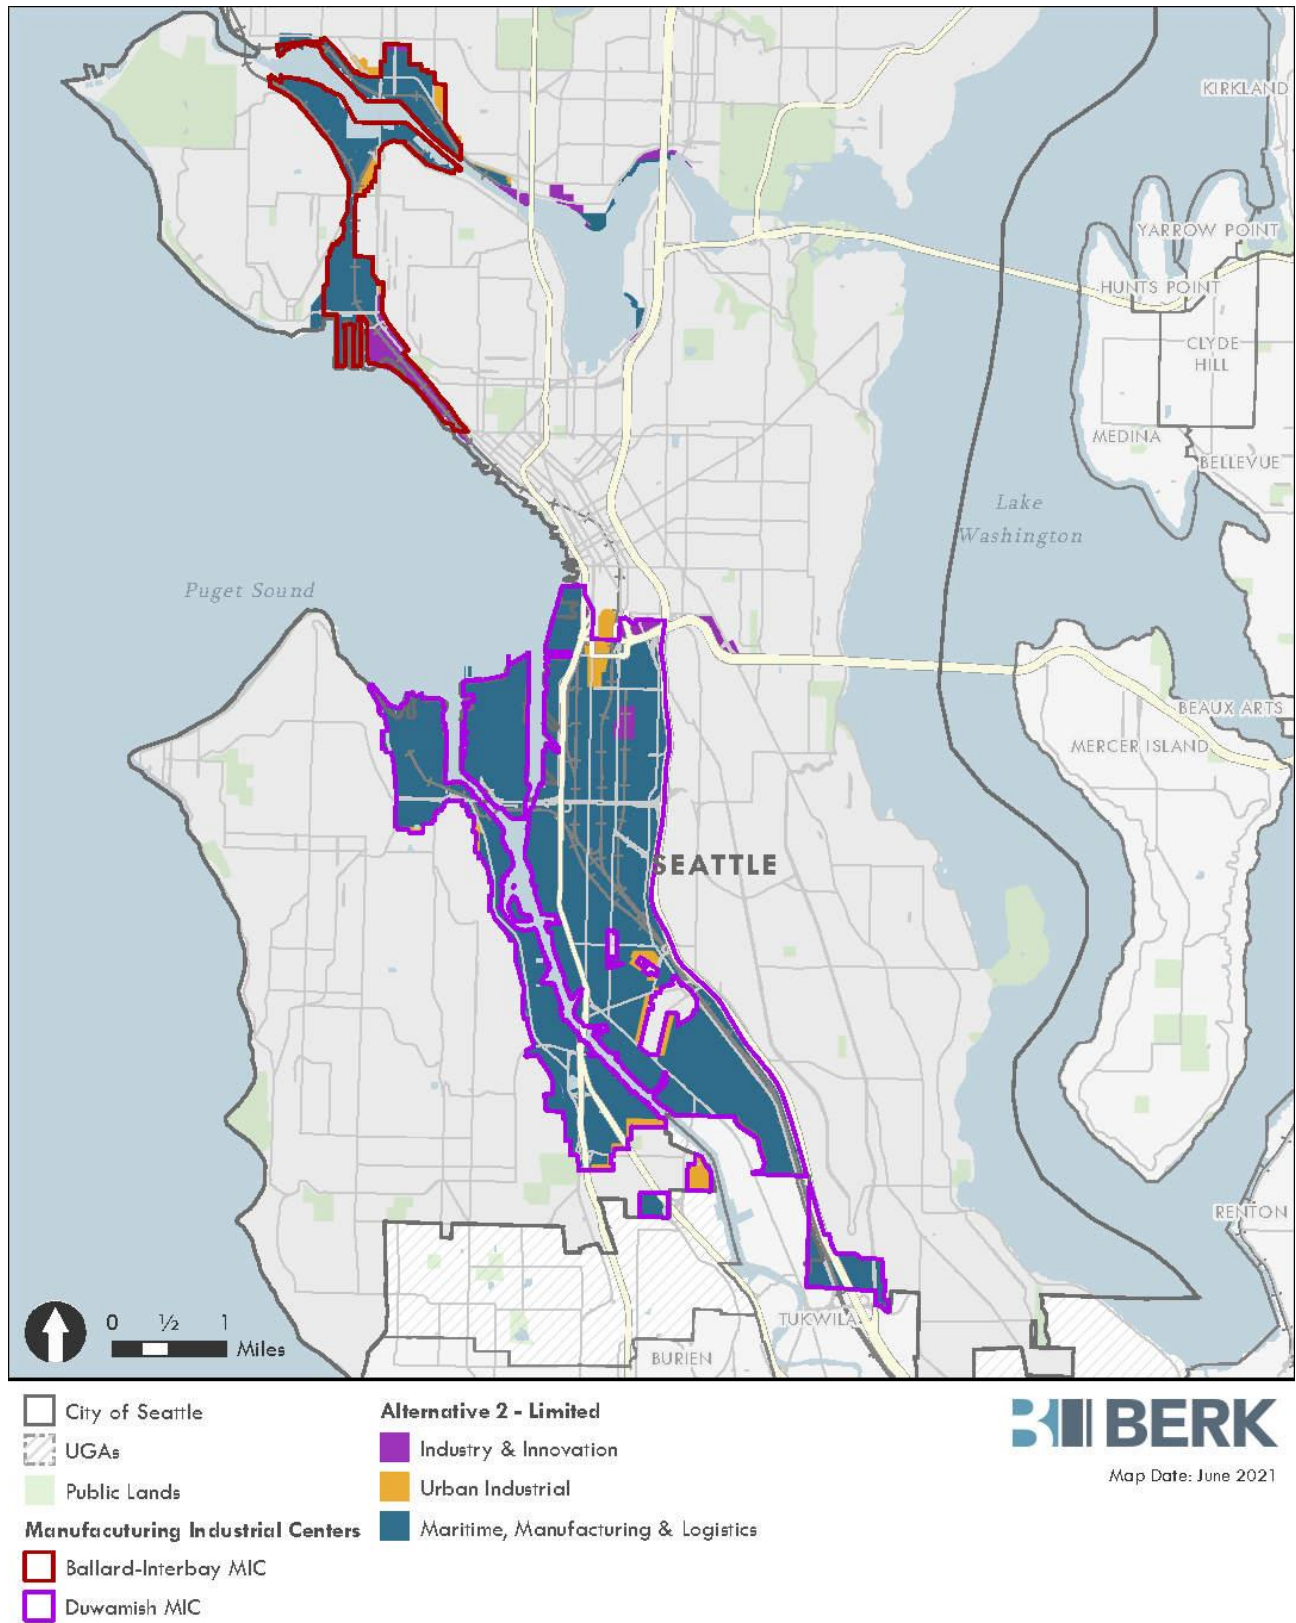 KIRKLAND
YARROW POINT
HUNTS POINT
CLYDE
HILL
MEDINA
BELLEVUE
Lake
Washington
Puget Sound
BEAUX ARTS
MERCER ISLAND
SEATTLE
RENTON
TUKWILA
BURIEN
0 ½ 1
Miles
City of Seattle
UGAs
Public Lands
Manufacuturing Industrial Centers
Ballard-Interbay MIC
Duwamish MIC
Alternative 2 - Limited
Industry & Innovation
Urban Industrial
Maritime, Manufacturing & Logistics
BERK
Map Date: June 2021